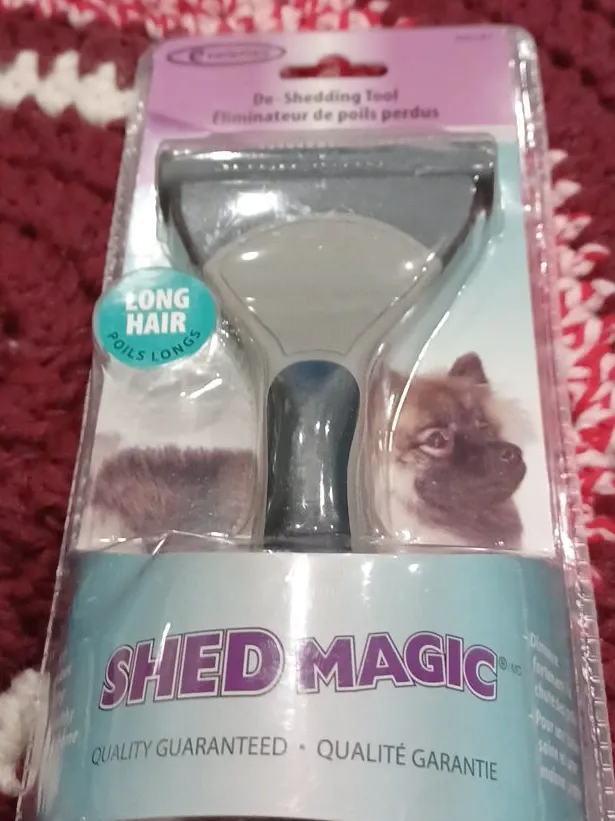 De-Shedding Tool
Éliminateur de poils perdus
LONG
HAIR
POILS LONGS
SHED MAGIC®
QUALITY GUARANTEED • QUALITÉ GARANTIE